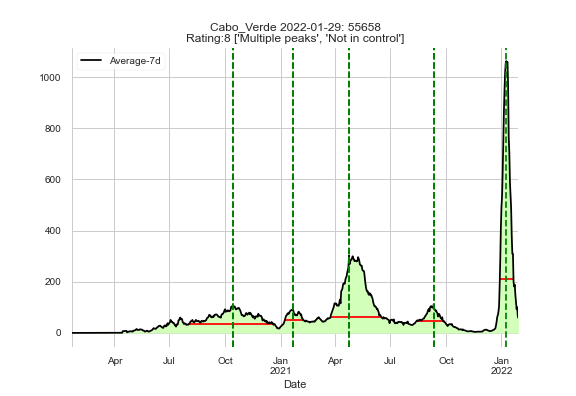 Cabo_Verde 2022-01-29: 55658
Rating:8 ['Multiple peaks', 'Not in control']
Average-7d
1000
800
600
400
200
0
Apr Jul Oct Jan Apr Jul Oct Jan
2021 2022
Date